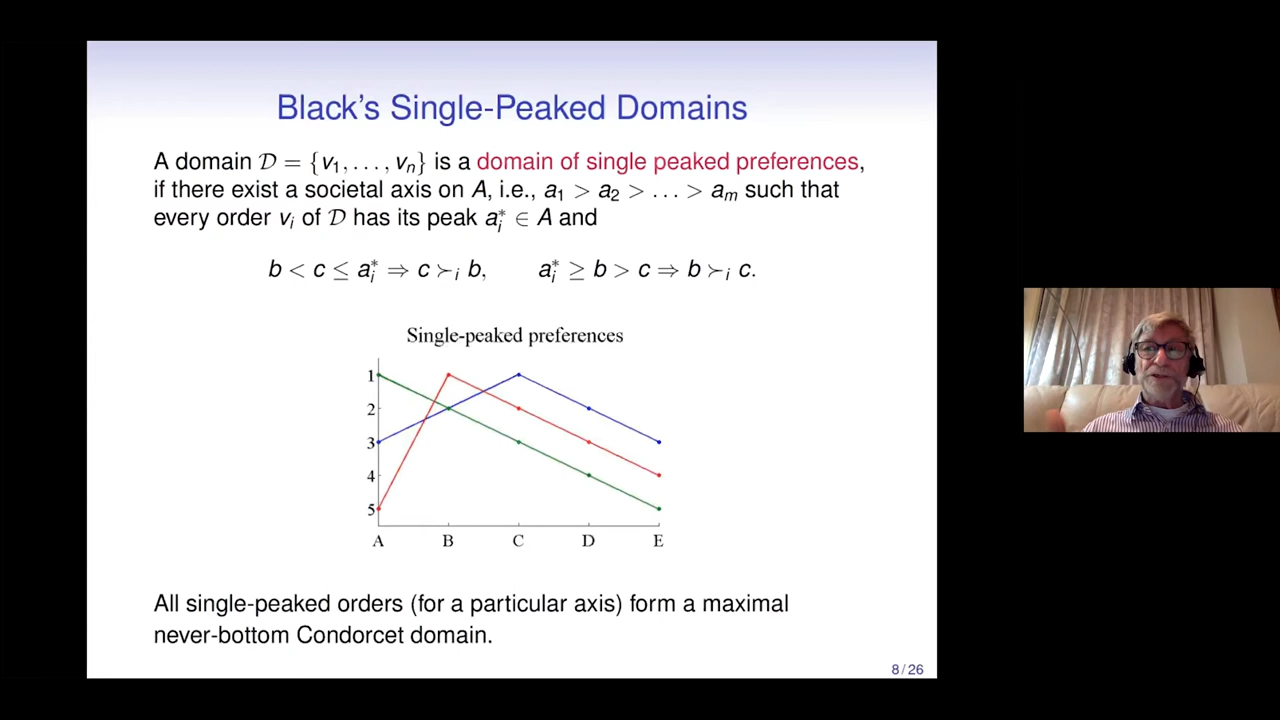 Black's Single-Peaked Domains
A domain 𝒟 = {v₁, . . . , vₙ} is a domain of single peaked preferences,
if there exist a societal axis on A, i.e., a₁ > a₂ > . . . > aₘ such that
every order vᵢ of 𝒟 has its peak aᵢ* ∈ A and
b < c ≤ aᵢ* ⇒ c ≻ᵢ b, aᵢ* ≥ b > c ⇒ b ≻ᵢ c.
Single-peaked preferences
1
2
3
4
5
A B C D E
All single-peaked orders (for a particular axis) form a maximal
never-bottom Condorcet domain.
8 / 26